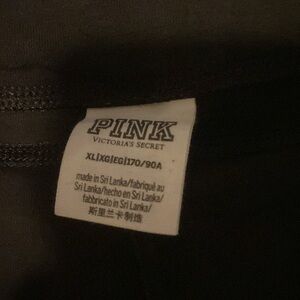 PINK
VICTORIA'S SECRET
XL|XG|EG|170/90A
made in Sri Lanka/fabriqué au
Sri Lanka/hecho en Sri Lanka/
fabbricato in Sri Lanka/
斯里兰卡制造